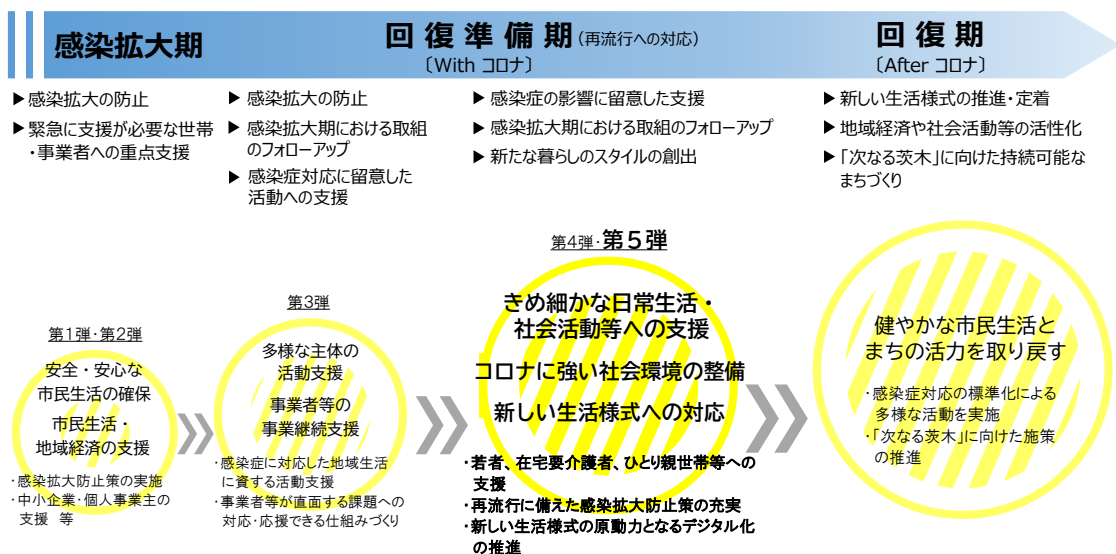 感染拡大期
回復準備期(再流行への対応)
〔With コロナ〕
回復期
〔After コロナ〕
▶感染拡大の防止
▶緊急に支援が必要な世帯
・事業者への重点支援
▶感染拡大の防止
▶感染拡大期における取組
のフォローアップ
▶感染症対応に留意した
活動への支援
▶感染症の影響に留意した支援
▶感染拡大期における取組のフォローアップ
▶新たな暮らしのスタイルの創出
▶新しい生活様式の推進・定着
▶地域経済や社会活動等の活性化
▶「次なる茨木」に向けた持続可能な
まちづくり
第1弾・第2弾
安全・安心な
市民生活の確保
市民生活・
地域経済の支援
・感染拡大防止策の実施
・中小企業・個人事業主の
支援 等
第3弾
多様な主体の
活動支援
事業者等の
事業継続支援
・感染症に対応した地域生活
に資する活動支援
・事業者等が直面する課題への
対応・応援できる仕組みづくり
第4弾・第5弾
きめ細かな日常生活・
社会活動等への支援
コロナに強い社会環境の整備
新しい生活様式への対応
・若者、在宅要介護者、ひとり親世帯等への
支援
・再流行に備えた感染拡大防止策の充実
・新しい生活様式の原動力となるデジタル化
の推進
健やかな市民生活と
まちの活力を取り戻す
・感染症対応の標準化による
多様な活動を実施
・「次なる茨木」に向けた施策
の推進